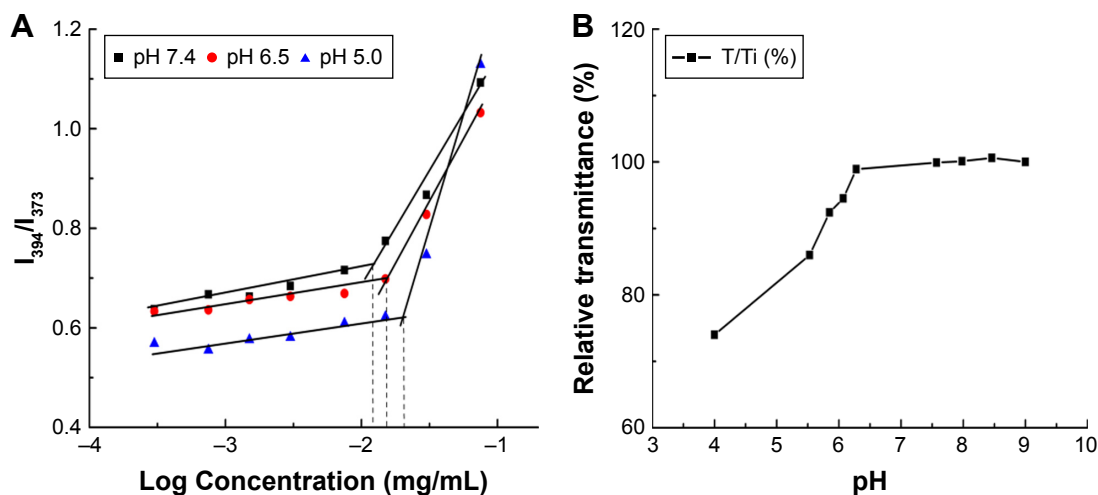 A
pH 7.4 pH 6.5 pH 5.0
1.2
1.0
0.8
0.6
0.4
I394/I373
–4 –3 –2 –1
Log Concentration (mg/mL)
B
T/Ti (%)
120
100
80
60
Relative transmittance (%)
3 4 5 6 7 8 9 10
pH